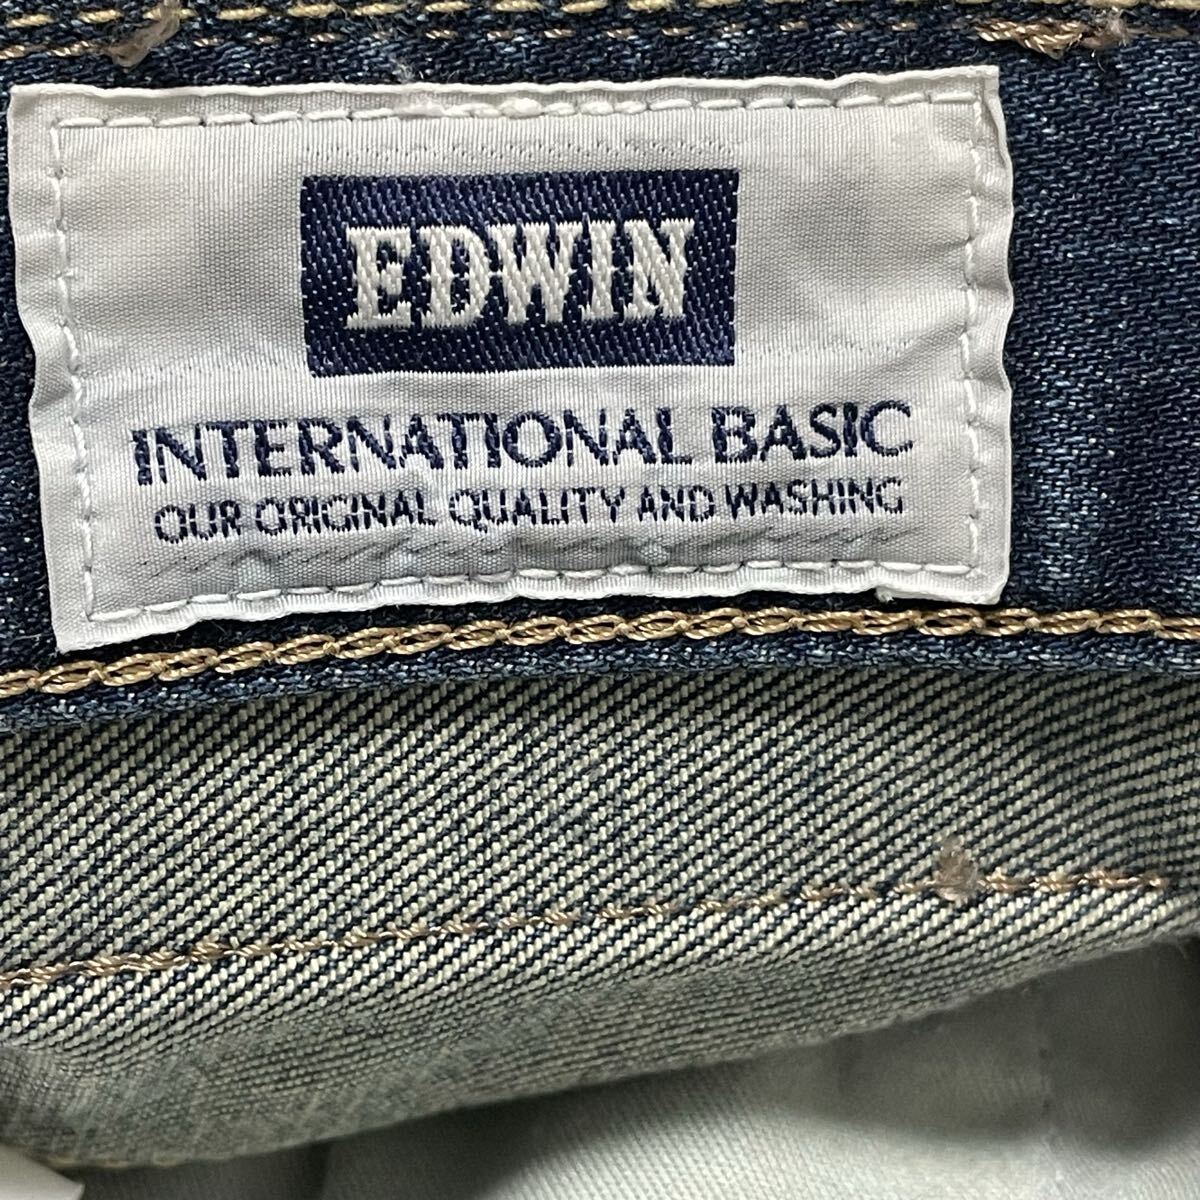 EDWIN
INTERNATIONAL BASIC
OUR ORIGINAL QUALITY AND WASHING